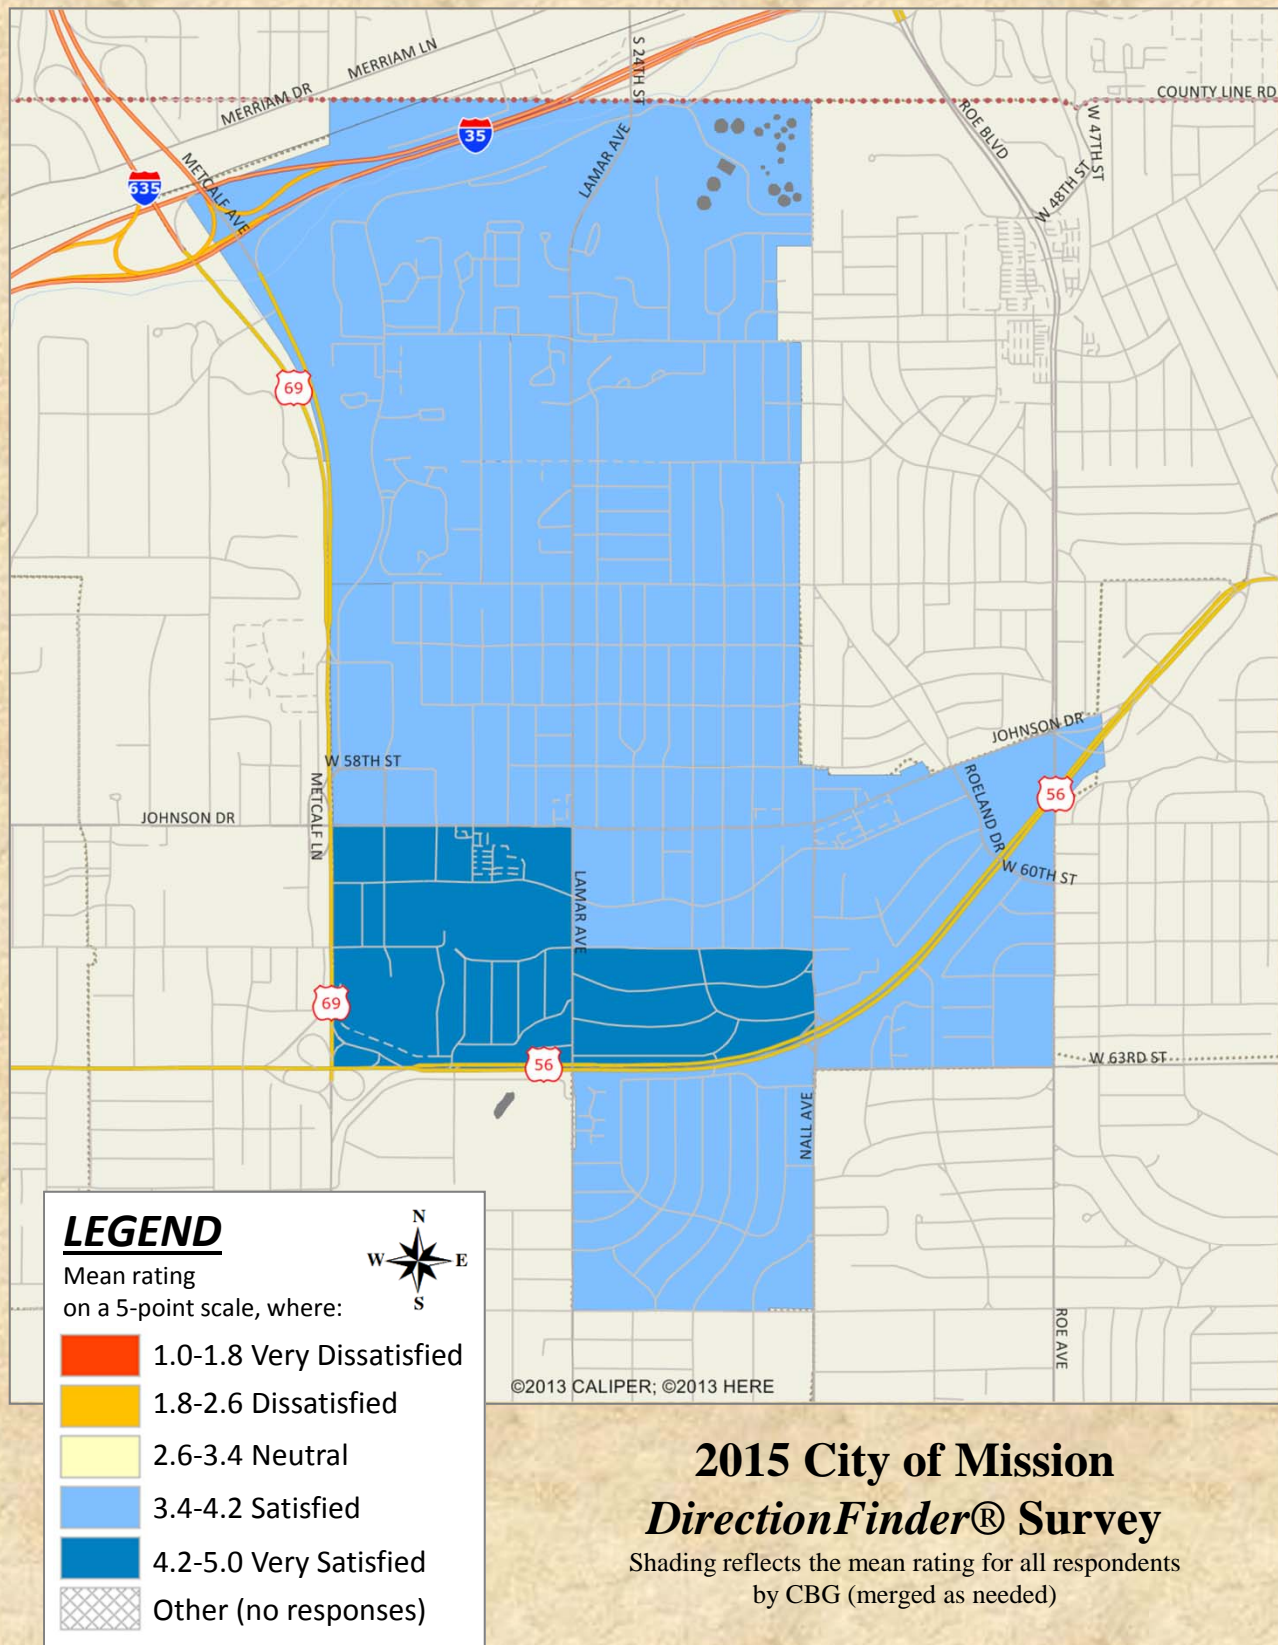 MERRIAM LN
S 24TH ST
MERRIAM DR
COUNTY LINE RD
35
ROE BLVD
W 47TH ST
METCALF AVE
LAMAR AVE
635
W 48TH ST
69
JOHNSON DR
W 58TH ST
ROELAND DR
METCALF LN
56
JOHNSON DR
LAMAR AVE
W 60TH ST
69
56
W 63RD ST
NALL AVE
ROE AVE
©2013 CALIPER; ©2013 HERE
LEGEND
N
W E
S
Mean rating
on a 5-point scale, where:
1.0-1.8 Very Dissatisfied
1.8-2.6 Dissatisfied
2.6-3.4 Neutral
3.4-4.2 Satisfied
4.2-5.0 Very Satisfied
Other (no responses)
2015 City of Mission
DirectionFinder® Survey
Shading reflects the mean rating for all respondents
by CBG (merged as needed)